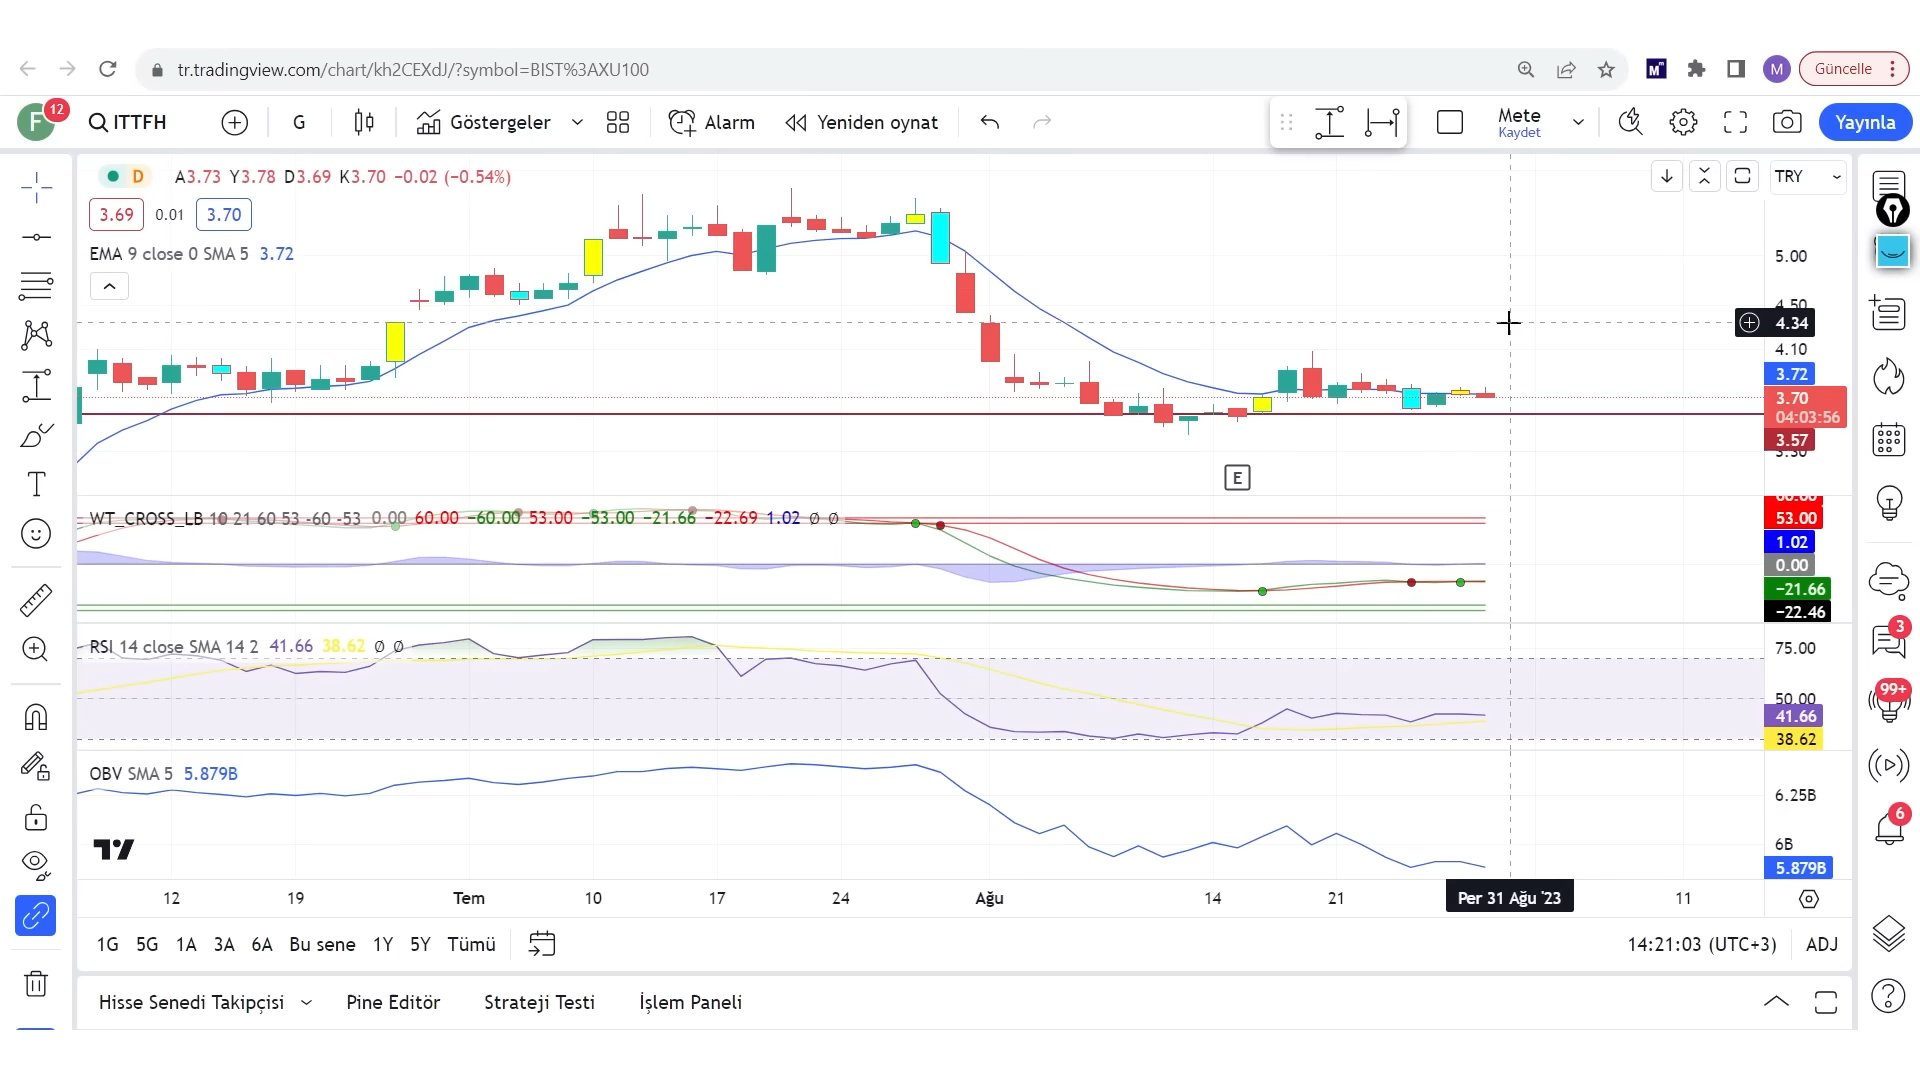 tr.tradingview.com/chart/kh2CEXdJ/?symbol=BIST%3AXU100
M
M
Güncelle
F 12
ITTFH
G
Göstergeler
Alarm
Yeniden oynat
Mete
Kaydet
Yayınla
D A3.73 Y3.78 D3.69 K3.70 −0.02 (−0.54%)
TRY
3.69 0.01 3.70
EMA 9 close 0 SMA 5 3.72
5.00
4.50
4.34
4.10
3.72
3.70
04:03:56
3.57
3.30
E
WT_CROSS_LB 10 21 60 53 -60 -53 0.00 60.00 −60.00 53.00 −53.00 −21.66 −22.69 1.02 ∅ ∅
60.00
53.00
1.02
0.00
−21.66
−22.46
RSI 14 close SMA 14 2 41.66 38.62 ∅ ∅
75.00
50.00
41.66
38.62
3
99+
6
OBV SMA 5 5.879B
6.25B
6B
5.879B
12 19 Tem 10 17 24 Ağu 14 21 Per 31 Ağu '23 11
1G 5G 1A 3A 6A Bu sene 1Y 5Y Tümü
14:21:03 (UTC+3) ADJ
Hisse Senedi Takipçisi Pine Editör Strateji Testi İşlem Paneli